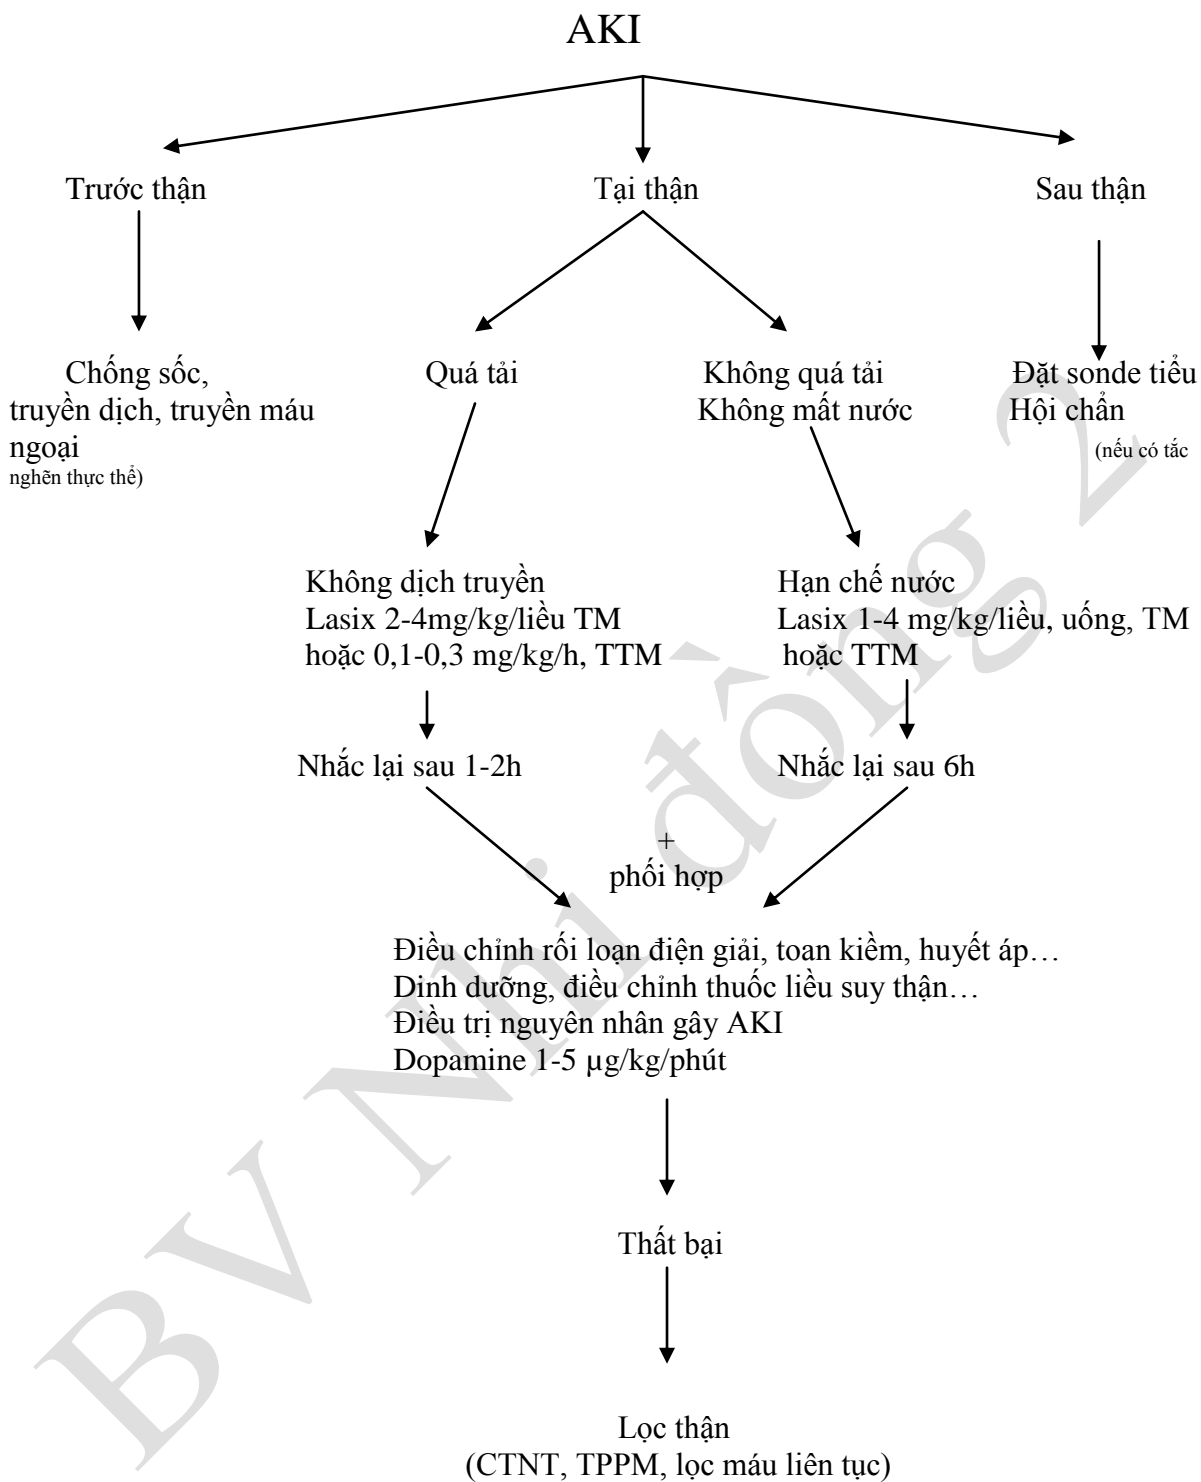 AKI
Trước thận
Tại thận
Sau thận
Chống sốc,
truyền dịch, truyền máu
ngoại
nghẽn thực thể)
Quá tải
Không quá tải
Không mất nước
Đặt sonde tiểu
Hội chẩn
(nếu có tắc
Không dịch truyền
Lasix 2-4mg/kg/liều TM
hoặc 0,1-0,3 mg/kg/h, TTM
Hạn chế nước
Lasix 1-4 mg/kg/liều, uống, TM
hoặc TTM
Nhắc lại sau 1-2h
Nhắc lại sau 6h
+
phối hợp
Điều chỉnh rối loạn điện giải, toan kiềm, huyết áp…
Dinh dưỡng, điều chỉnh thuốc liều suy thận…
Điều trị nguyên nhân gây AKI
Dopamine 1-5 µg/kg/phút
Thất bại
Lọc thận
(CTNT, TPPM, lọc máu liên tục)
BV Nhi đồng 2